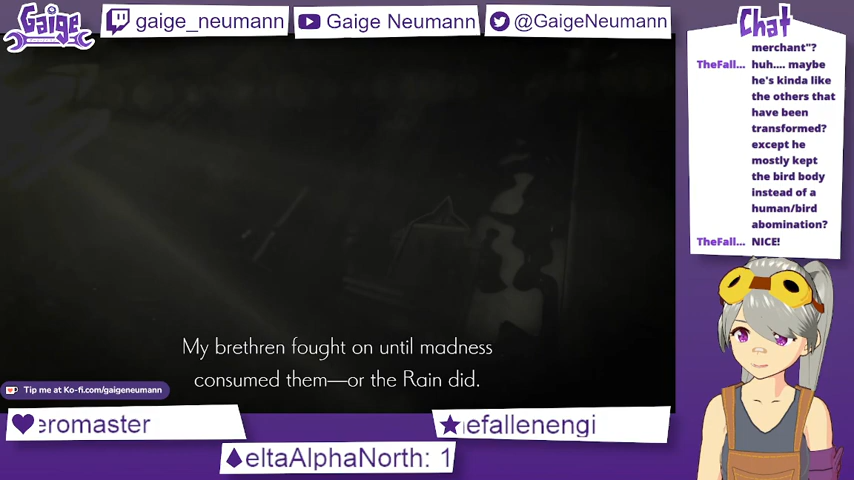 Gaige
gaige_neumann
Gaige Neumann
@GaigeNeumann
Chat
merchant"?
TheFall... huh.... maybe
he's kinda like
the others that
have been
transformed?
except he
mostly kept
the bird body
instead of a
human/bird
abomination?
TheFall... NICE!
My brethren fought on until madness
consumed them—or the Rain did.
Tip me at Ko-fi.com/gaigeneumann
eromaster
efallenengi
eltaAlphaNorth: 1